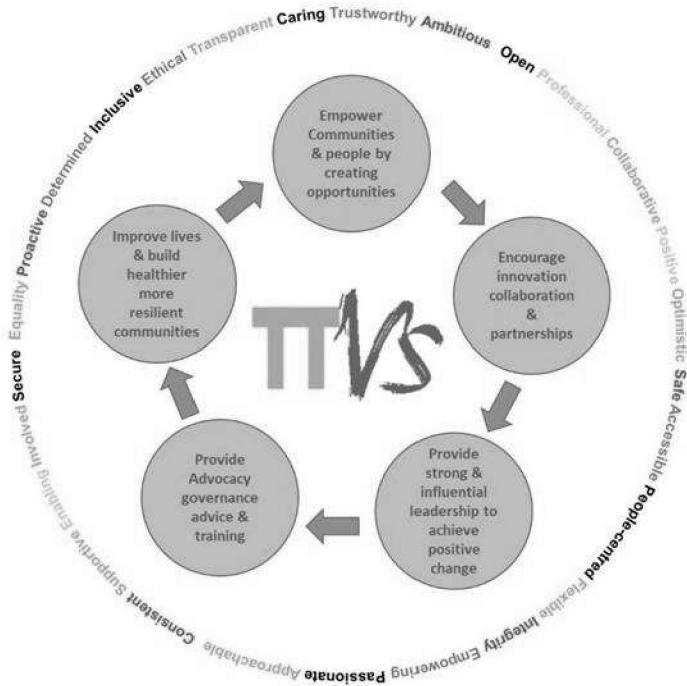 Caring Trustworthy Ambitious Open Professional Collaborative Positive Optimistic Safe Accessible People-centred Flexible Integrity Empowering Passionate Approachable Consistent Supportive Enabling Involved Secure Equality Proactive Determined Inclusive Ethical Transparent
Empower
Communities
& people by
creating
opportunities
Encourage
innovation
collaboration
&
partnerships
Provide
strong &
influential
leadership to
achieve
positive
change
Provide
Advocacy
governance
advice &
training
Improve lives
& build
healthier
more
resilient
communities
TTVS